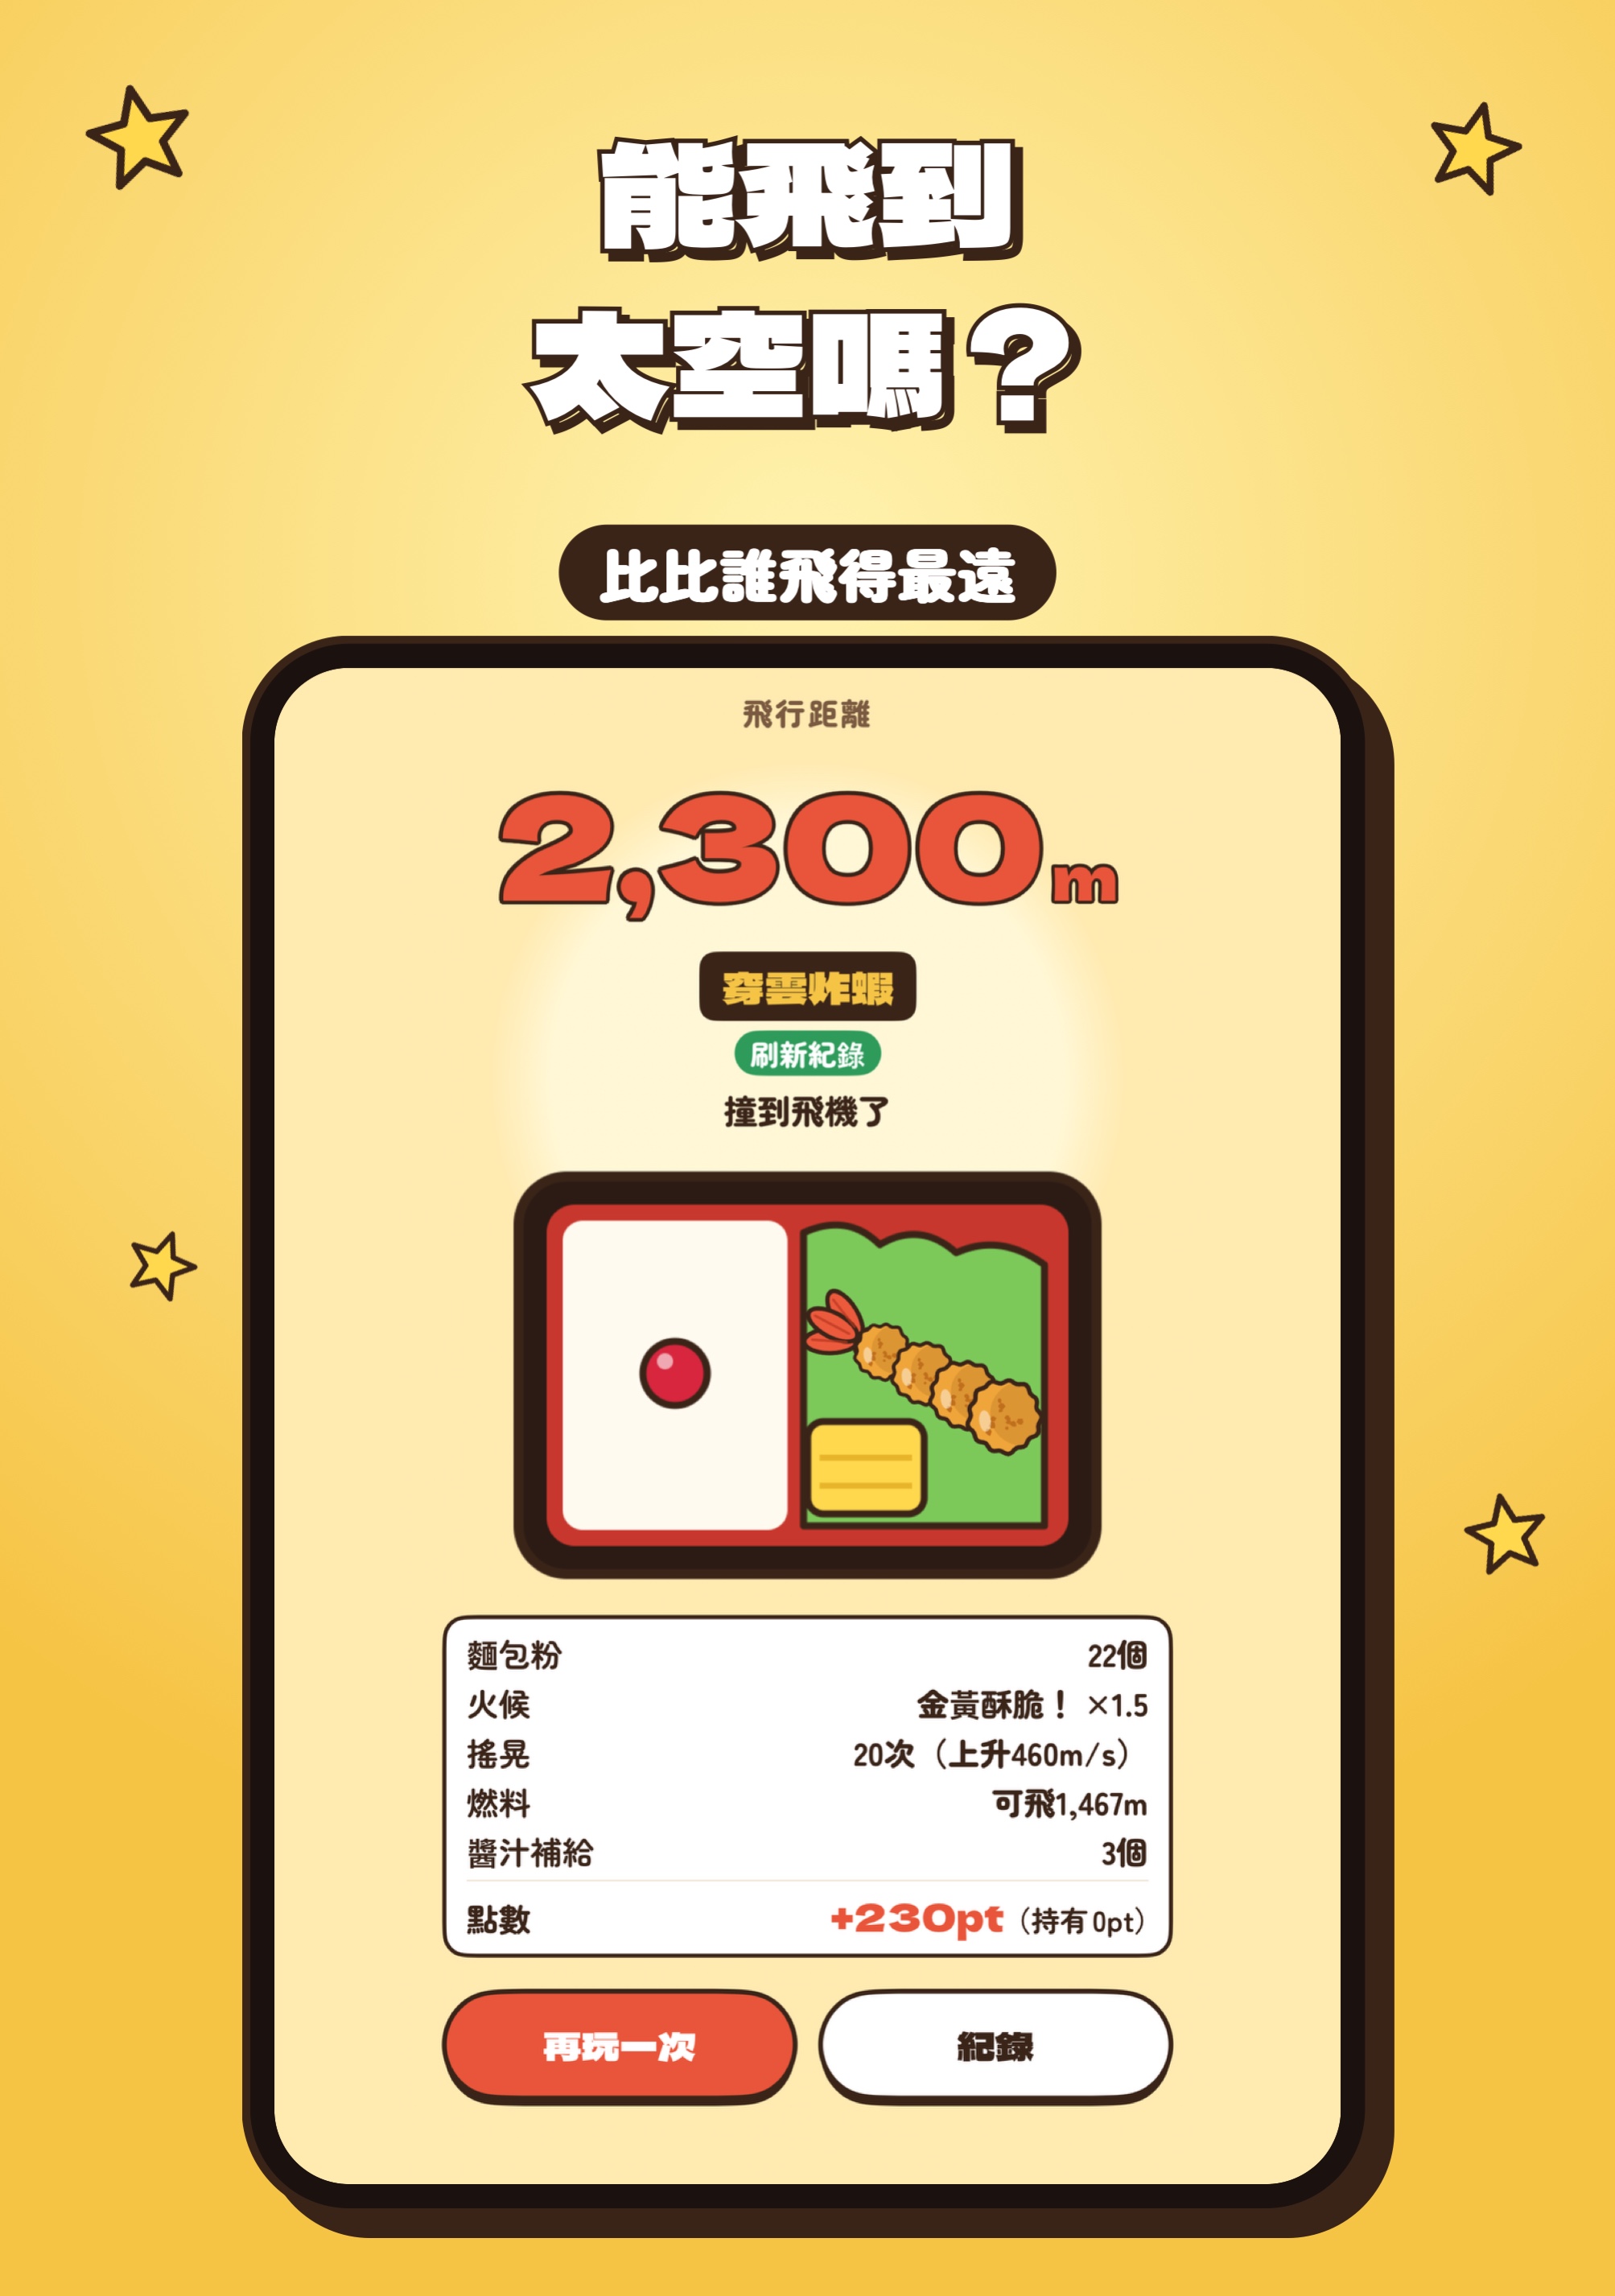 能飛到
太空嗎？
比比誰飛得最遠
飛行距離
2,300m
穿雲炸蝦
刷新紀錄
撞到飛機了
麵包粉 22個
火候 金黃酥脆！ ×1.5
搖晃 20次（上升460m/s）
燃料 可飛1,467m
醬汁補給 3個
點數 +230pt（持有 0pt）
再玩一次 紀錄